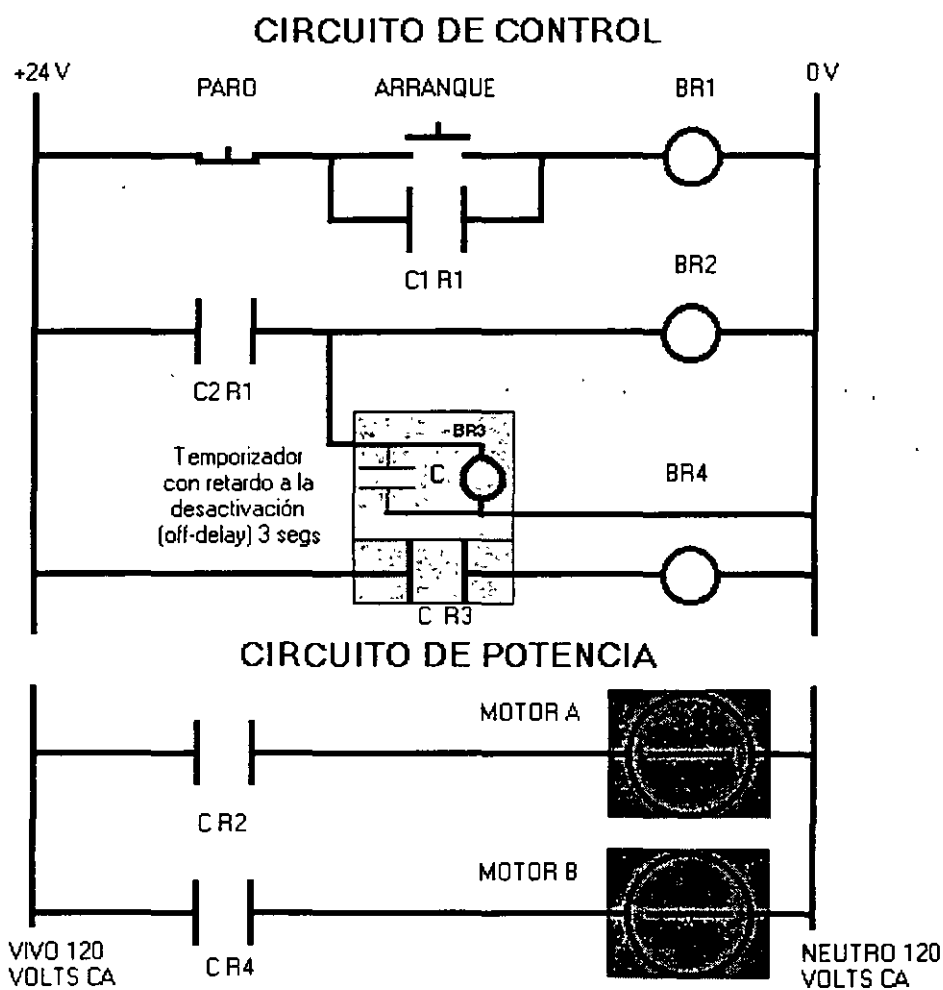 CIRCUITO DE CONTROL
+24 V
0 V
PARO
ARRANQUE
BR1
C1 R1
BR2
C2 R1
BR3
Temporizador
con retardo a la
desactivación
(off-delay) 3 segs
C
BR4
C R3
CIRCUITO DE POTENCIA
MOTOR A
C R2
MOTOR B
C R4
VIVO 120
VOLTS CA
NEUTRO 120
VOLTS CA